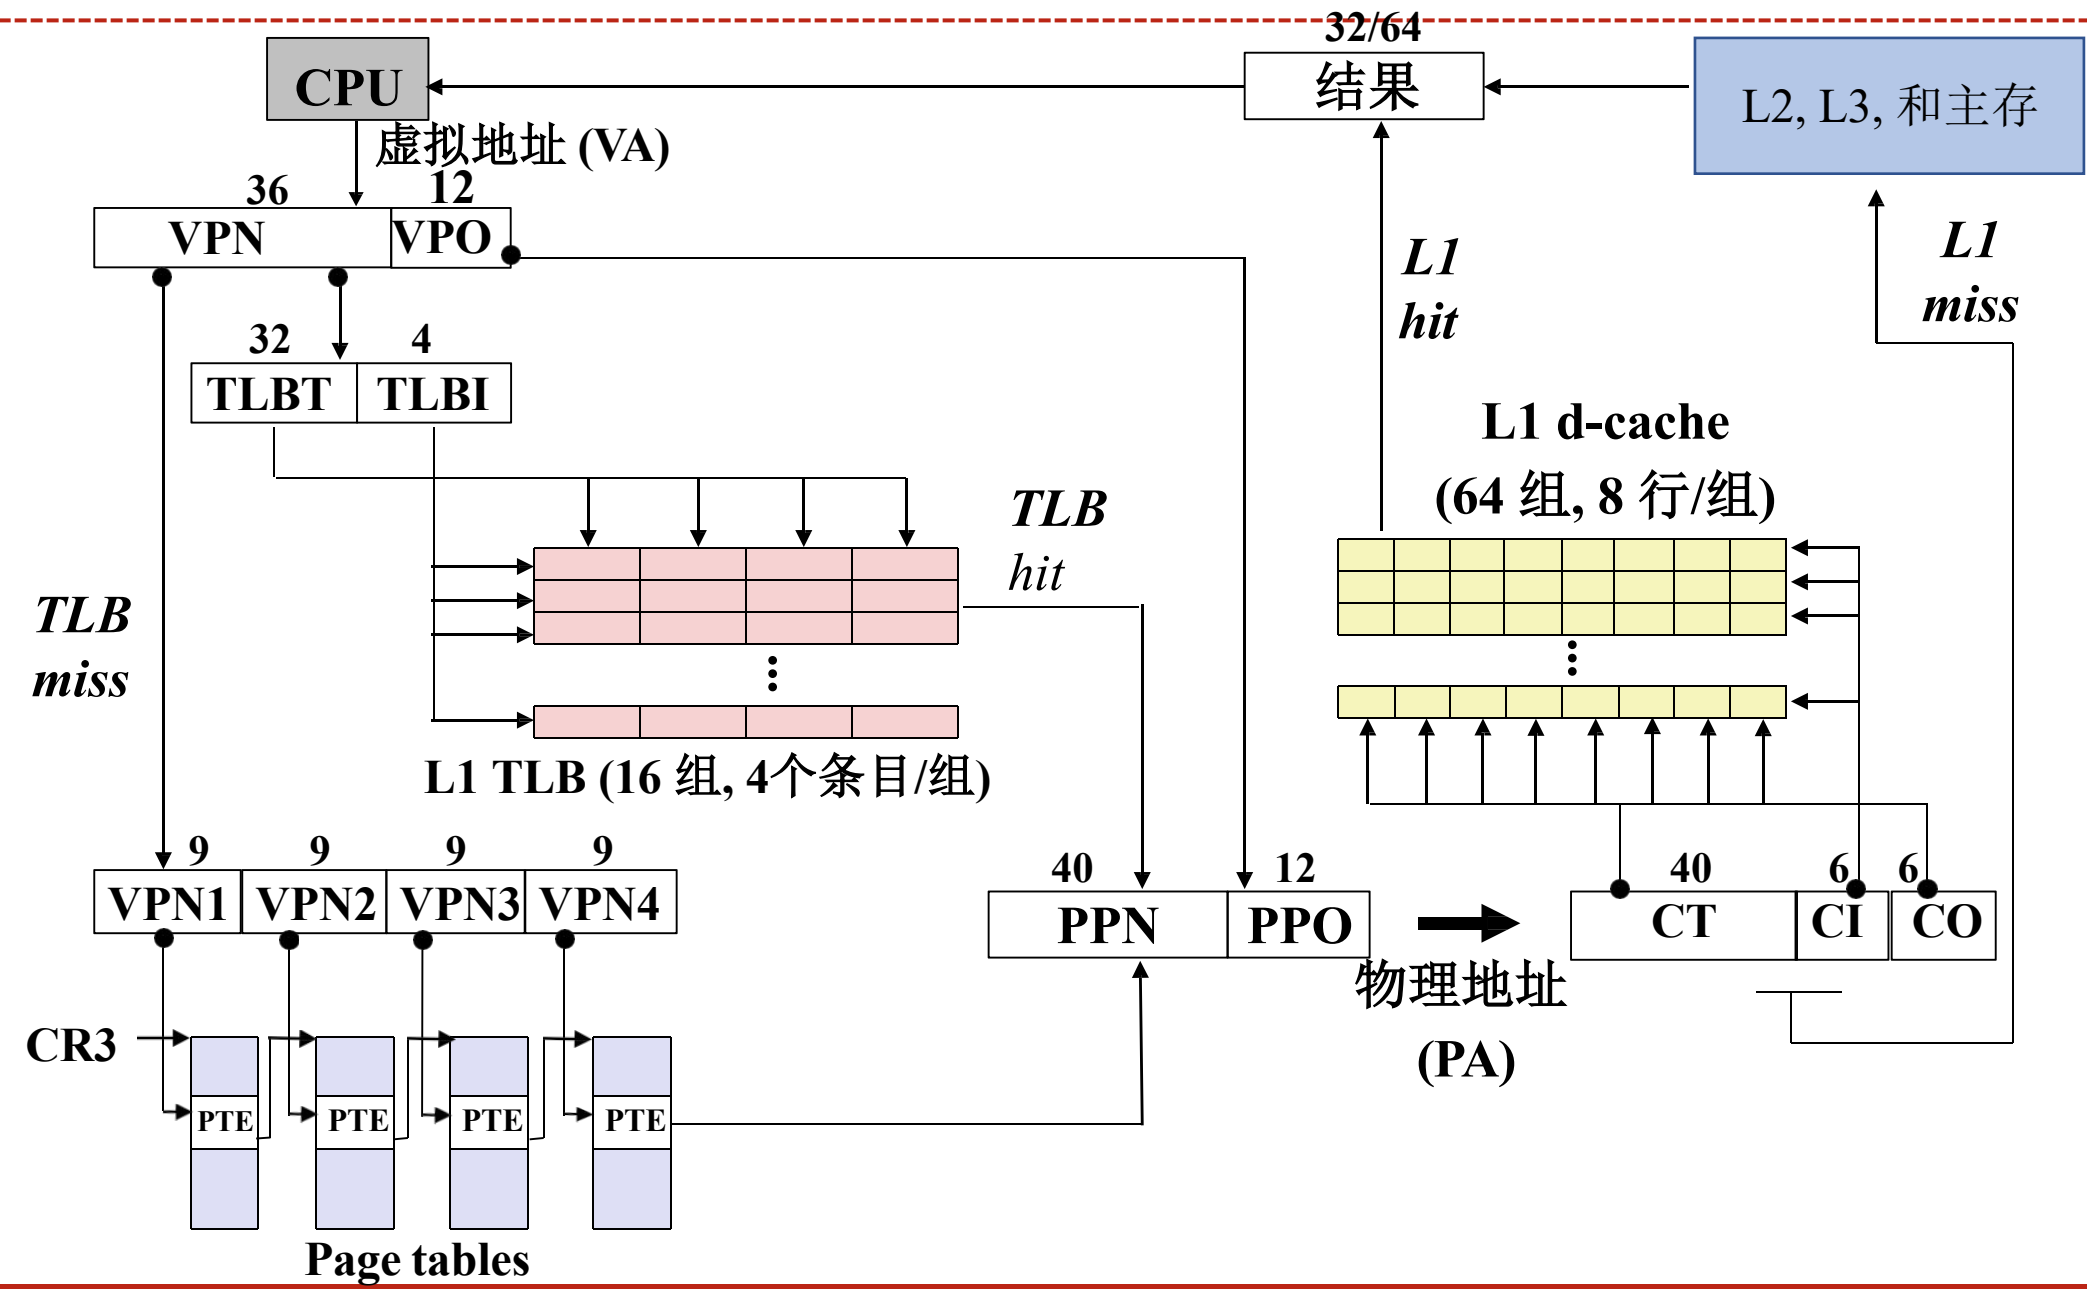 32/64
CPU
结果
L2, L3, 和主存
虚拟地址 (VA)
36
12
VPN
VPO
L1
hit
L1
miss
32
4
TLBT
TLBI
L1 d-cache
(64 组, 8 行/组)
TLB
hit
TLB
miss
L1 TLB (16 组, 4个条目/组)
9
9
9
9
VPN1
VPN2
VPN3
VPN4
40
12
PPN
PPO
40
6
6
CT
CI
CO
物理地址
(PA)
CR3
PTE
PTE
PTE
PTE
Page tables